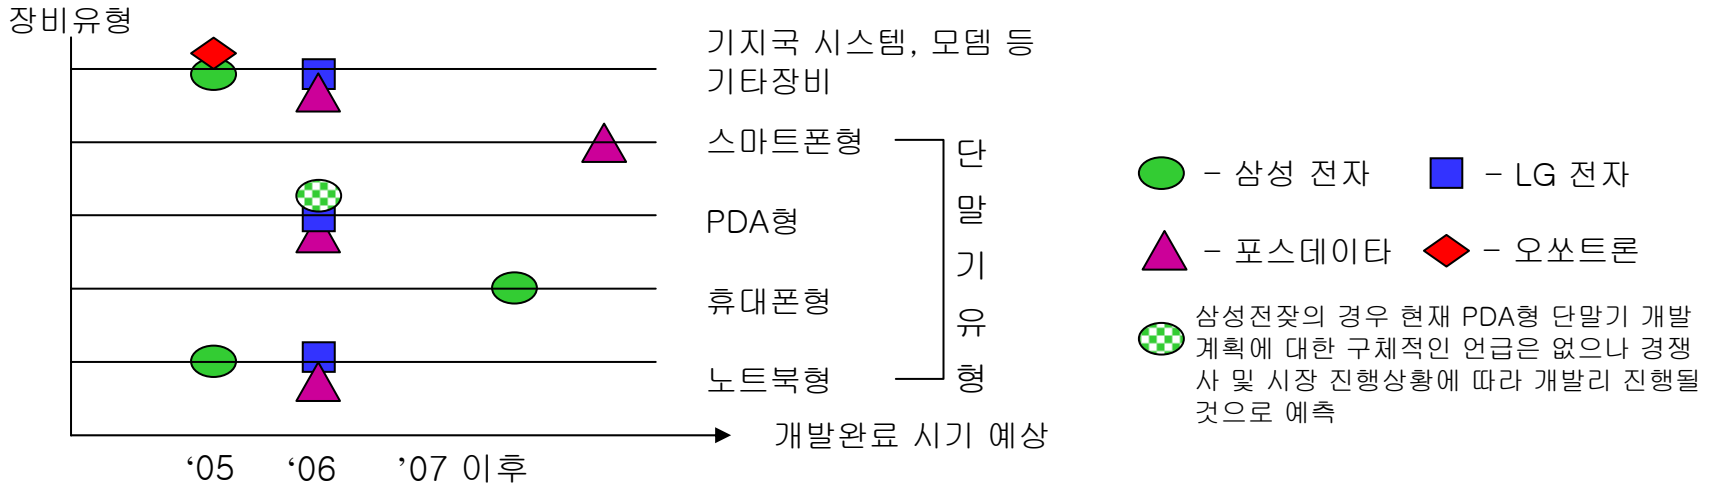 장비유형
기지국 시스템, 모뎀 등
기타장비
스마트폰형
PDA형
휴대폰형
노트북형
단말기유형
개발완료 시기 예상
‘05
‘06
’07 이후
– 삼성 전자
– LG 전자
– 포스데이타
– 오쏘트론
삼성전잦의 경우 현재 PDA형 단말기 개발
계획에 대한 구체적인 언급은 없으나 경쟁
사 및 시장 진행상황에 따라 개발리 진행될
것으로 예측